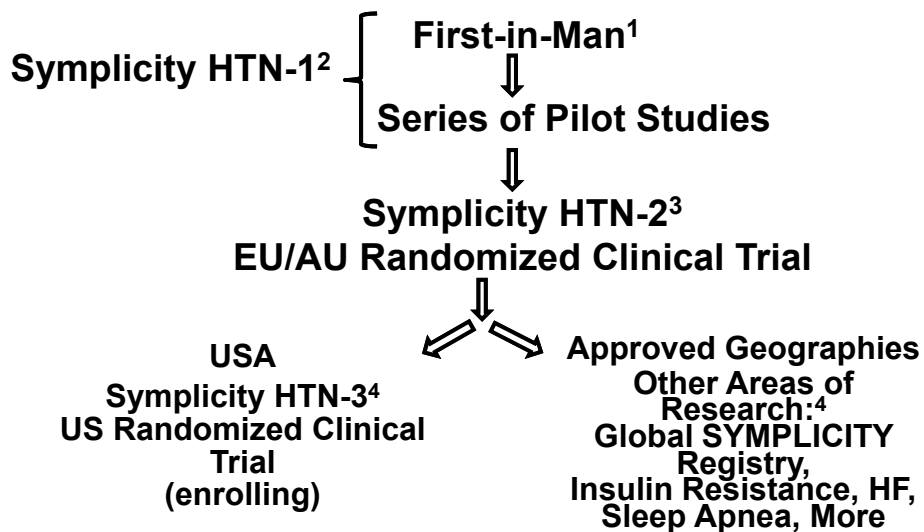 First-in-Man¹
Symplicity HTN-1²
Series of Pilot Studies
Symplicity HTN-2³
EU/AU Randomized Clinical Trial
USA
Symplicity HTN-3⁴
US Randomized Clinical
Trial
(enrolling)
Approved Geographies
Other Areas of
Research:⁴
Global SYMPLICITY
Registry,
Insulin Resistance, HF,
Sleep Apnea, More